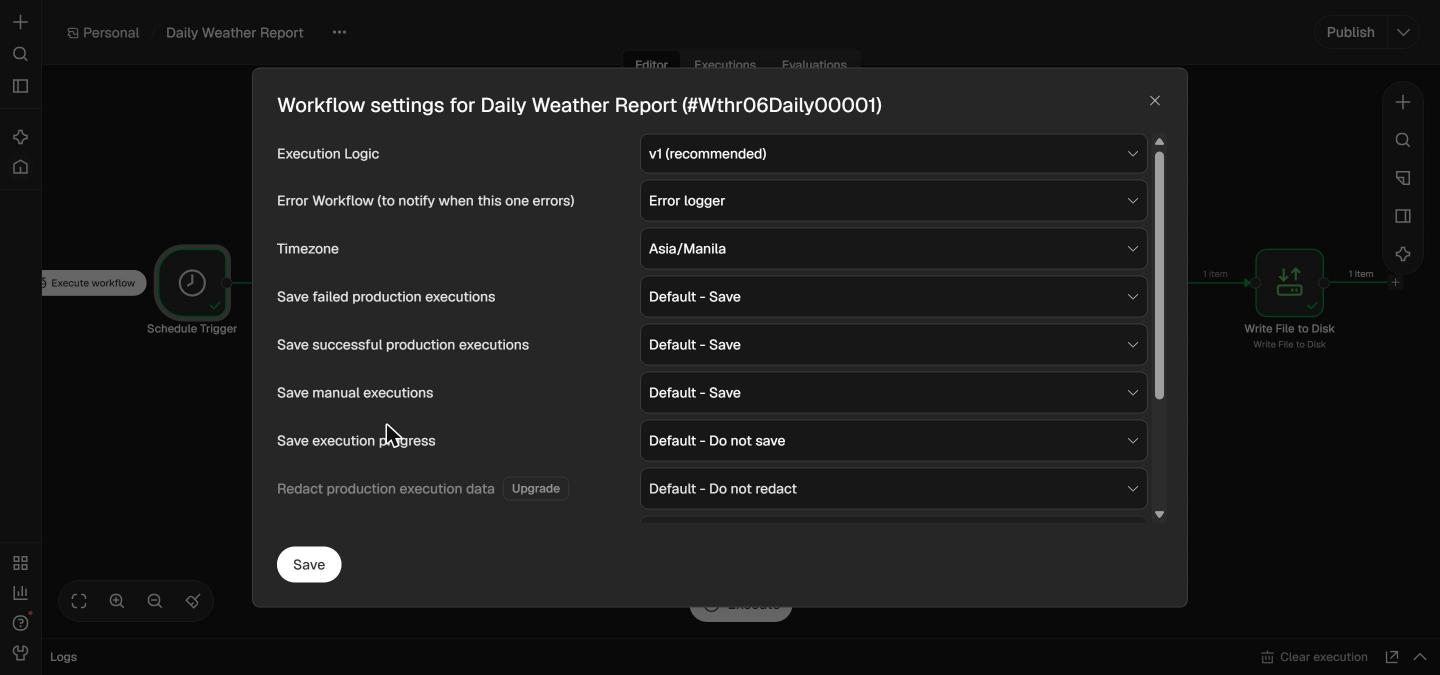 Personal / Daily Weather Report
Publish
Editor Executions Evaluations
Workflow settings for Daily Weather Report (#Wthr06Daily00001)
Execution Logic
v1 (recommended)
Error Workflow (to notify when this one errors)
Error logger
Timezone
Asia/Manila
Save failed production executions
Default - Save
Save successful production executions
Default - Save
Save manual executions
Default - Save
Save execution progress
Default - Do not save
Redact production execution data Upgrade
Default - Do not redact
Save
Execute workflow
Schedule Trigger
1 item
1 item
Write File to Disk
Write File to Disk
Execute
Logs
Clear execution